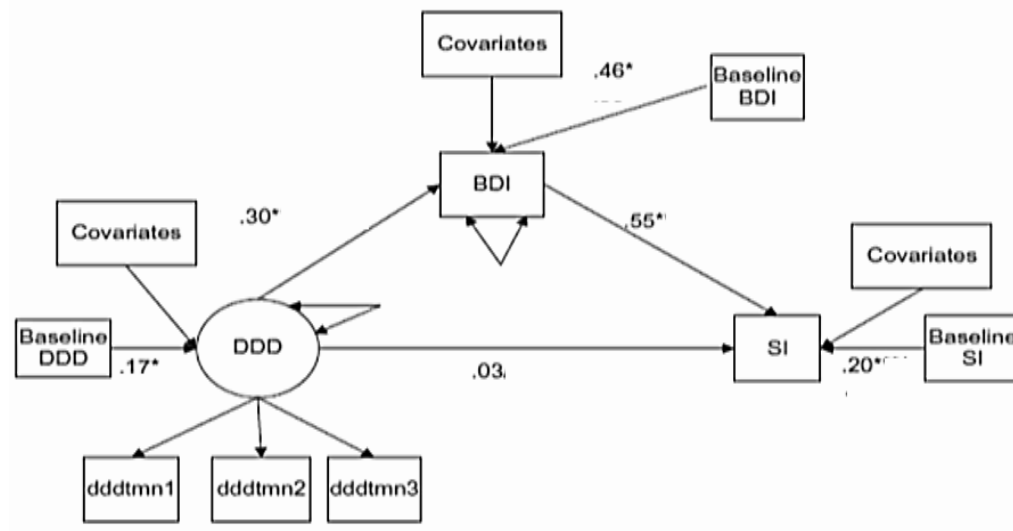 Covariates
.46*
Baseline
BDI
BDI
.30*
.55*
Covariates
Covariates
Baseline
DDD
.17*
DDD
.03
SI
Baseline
SI
.20*
dddtmn1
dddtmn2
dddtmn3